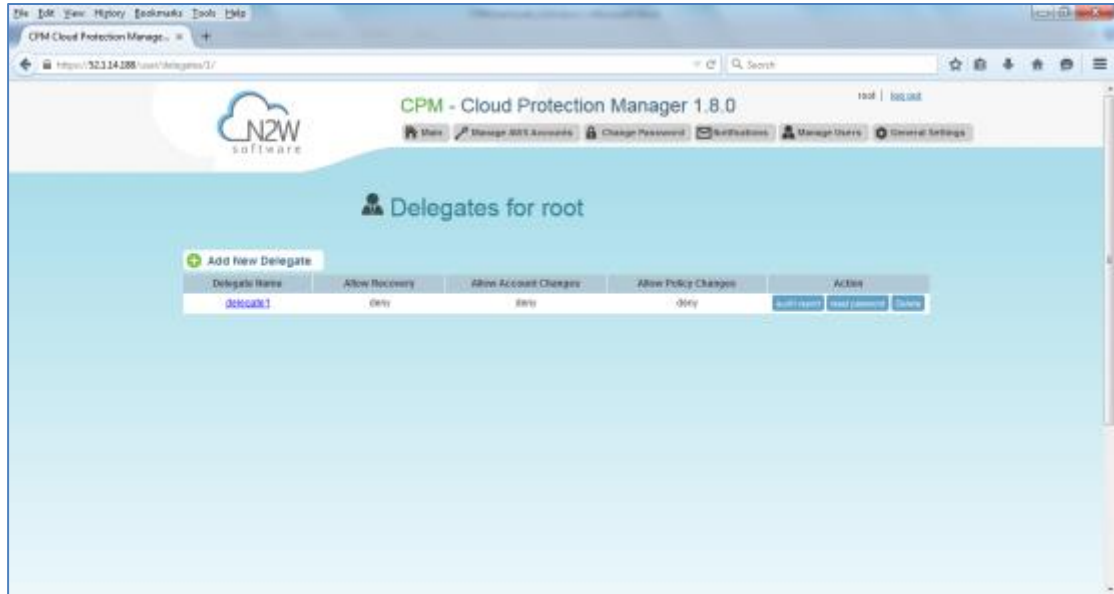 File Edit View History Bookmarks Tools Help
CPM Cloud Protection Manage... × +
Search
N2W
software
CPM - Cloud Protection Manager 1.8.0
root | log out
Main Manage AWS Accounts Change Password Notifications Manage Users General Settings
Delegates for root
Add New Delegate
Delegate Name Allow Recovery Allow Account Changes Allow Policy Changes Action
delegate1 deny deny deny audit report reset password Delete